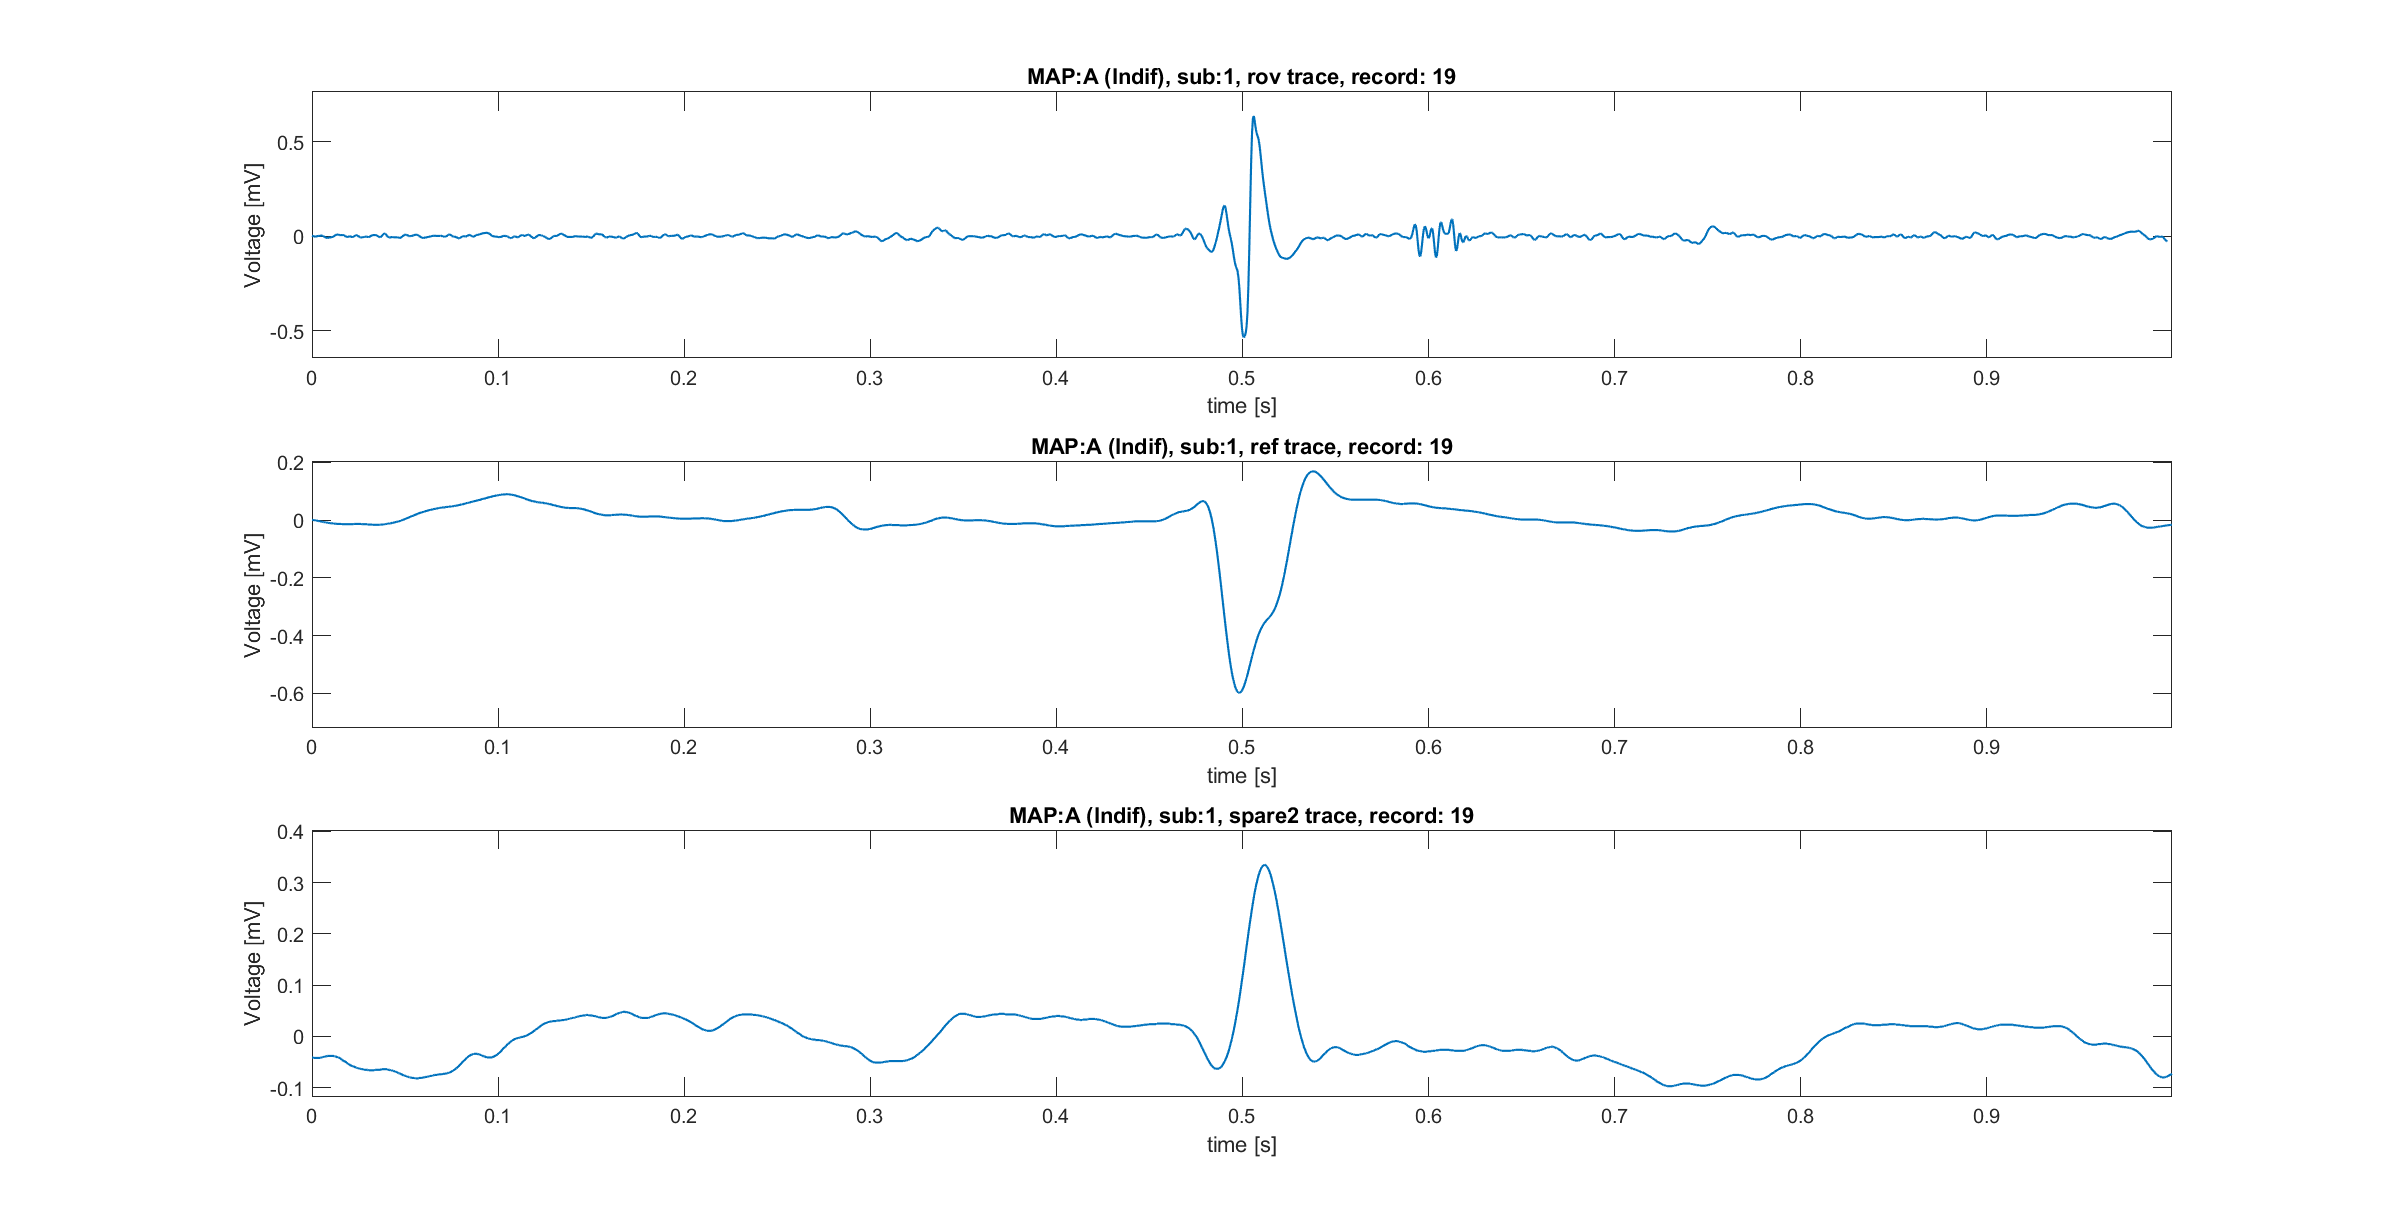 MAP:A (Indif), sub:1, rov trace, record: 19
Voltage [mV]
0.5
0
-0.5
0 0.1 0.2 0.3 0.4 0.5 0.6 0.7 0.8 0.9
time [s]
MAP:A (Indif), sub:1, ref trace, record: 19
Voltage [mV]
0.2
0
-0.2
-0.4
-0.6
0 0.1 0.2 0.3 0.4 0.5 0.6 0.7 0.8 0.9
time [s]
MAP:A (Indif), sub:1, spare2 trace, record: 19
Voltage [mV]
0.4
0.3
0.2
0.1
0
-0.1
0 0.1 0.2 0.3 0.4 0.5 0.6 0.7 0.8 0.9
time [s]